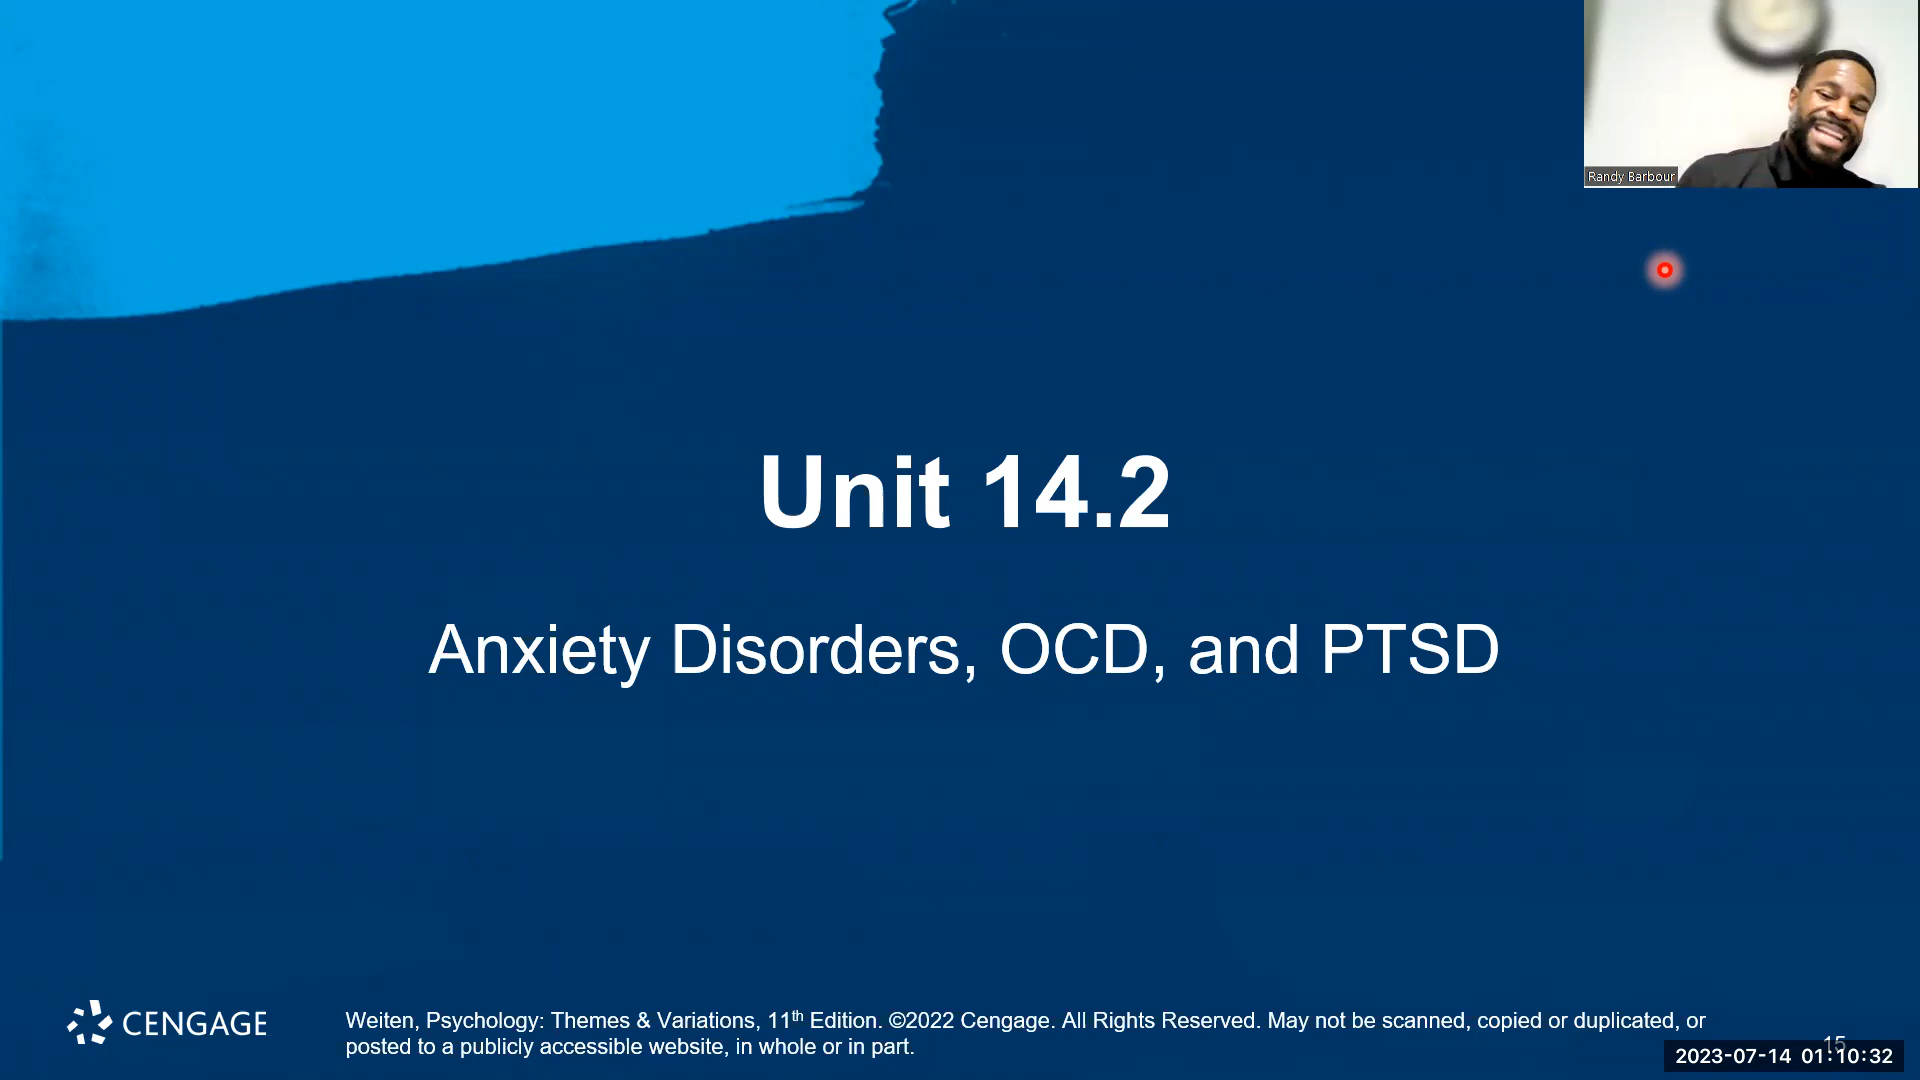 Randy Barbour
Unit 14.2
Anxiety Disorders, OCD, and PTSD
CENGAGE
Weiten, Psychology: Themes & Variations, 11th Edition. ©2022 Cengage. All Rights Reserved. May not be scanned, copied or duplicated, or
posted to a publicly accessible website, in whole or in part.
15
2023-07-14 01:10:32